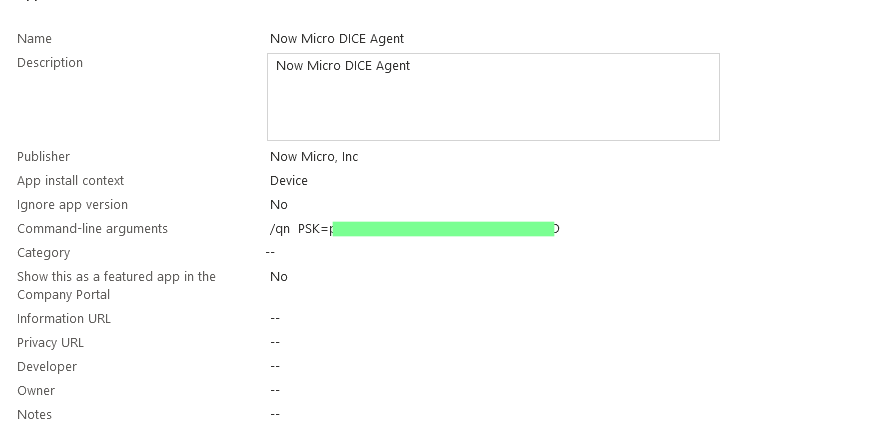 Name Now Micro DICE Agent
Description Now Micro DICE Agent
Publisher Now Micro, Inc
App install context Device
Ignore app version No
Command-line arguments /qn PSK=
Category --
Show this as a featured app in the No
Company Portal
Information URL --
Privacy URL --
Developer --
Owner --
Notes --